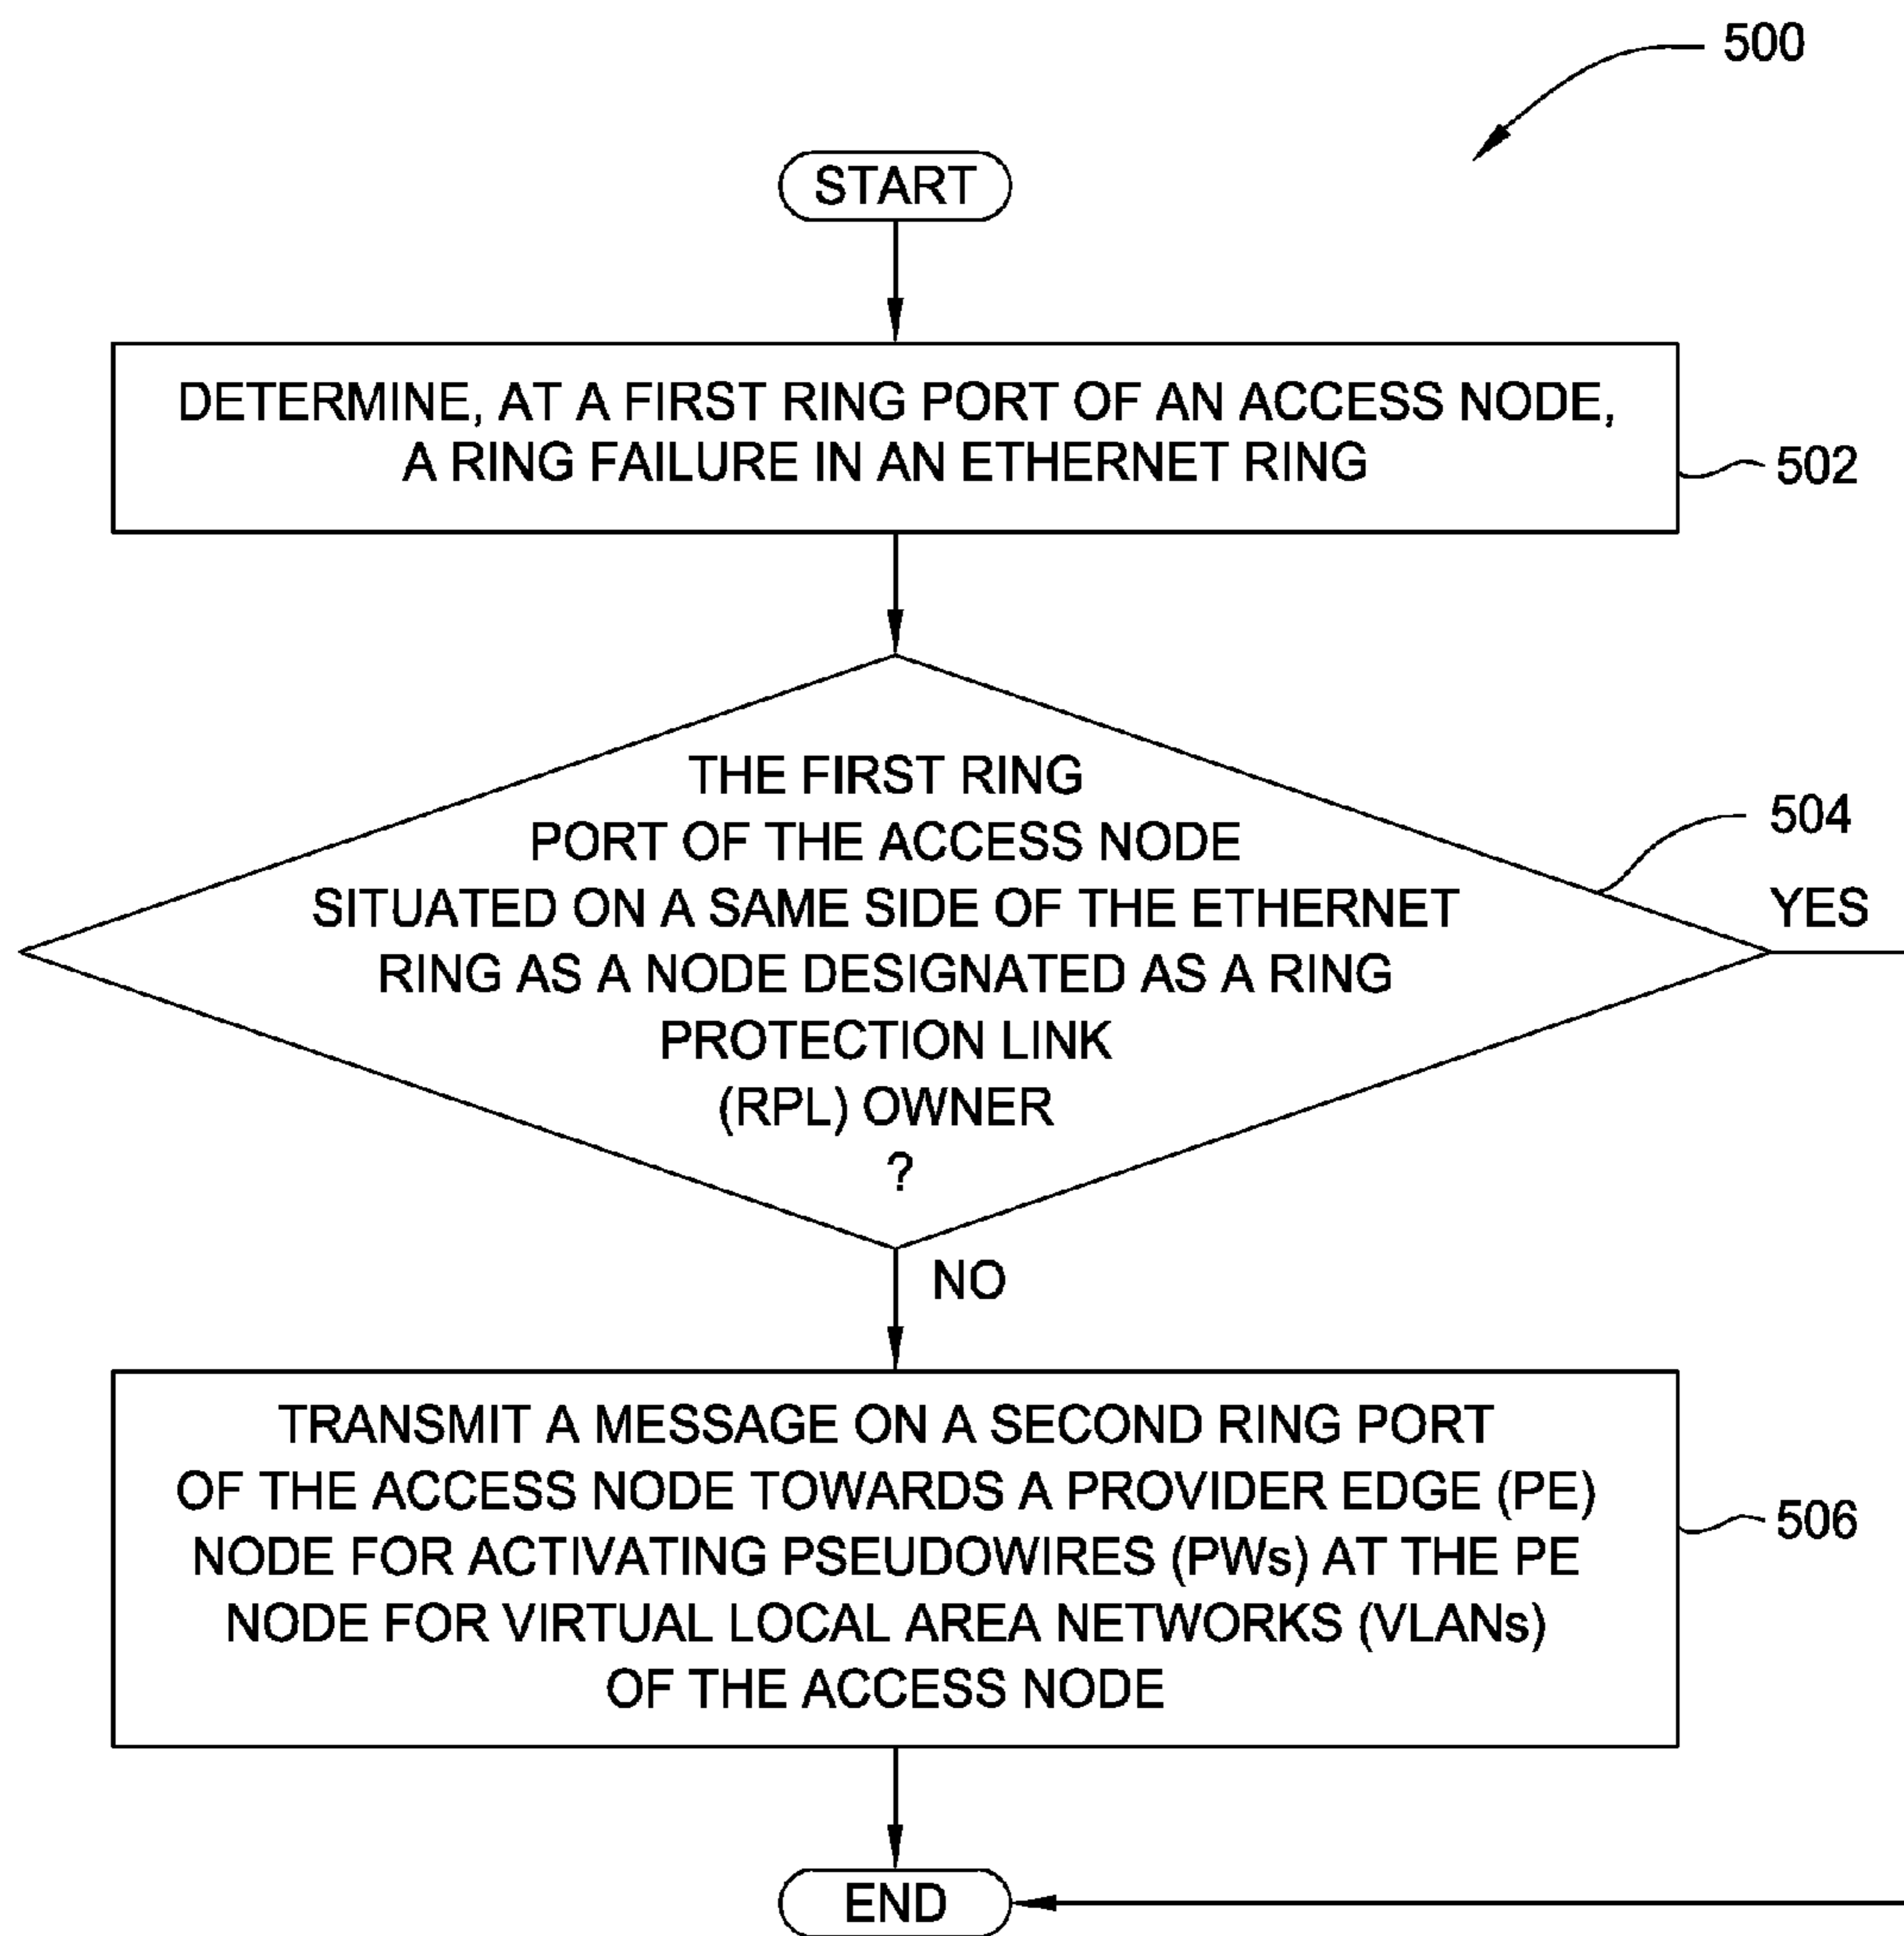 500
START
DETERMINE, AT A FIRST RING PORT OF AN ACCESS NODE,
A RING FAILURE IN AN ETHERNET RING
502
THE FIRST RING
PORT OF THE ACCESS NODE
504
SITUATED ON A SAME SIDE OF THE ETHERNET
YES
RING AS A NODE DESIGNATED AS A RING
PROTECTION LINK
(RPL) OWNER
?
NO
TRANSMIT A MESSAGE ON A SECOND RING PORT
OF THE ACCESS NODE TOWARDS A PROVIDER EDGE (PE)
NODE FOR ACTIVATING PSEUDOWIRES (PWs) AT THE PE
NODE FOR VIRTUAL LOCAL AREA NETWORKS (VLANs)
OF THE ACCESS NODE
506
END